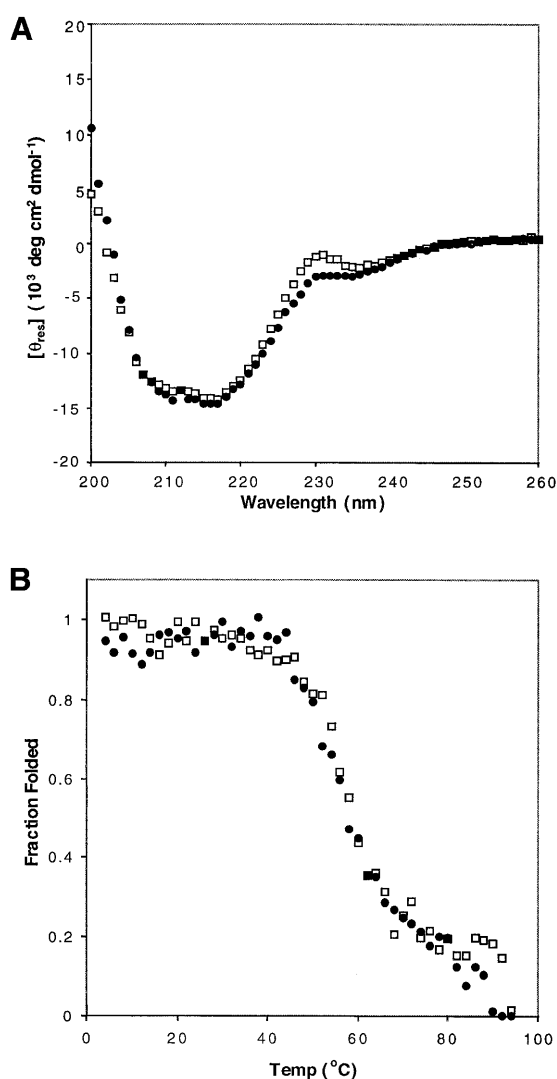 A
20
15
10
5
0
-5
-10
-15
-20
[θres.] (10³ deg cm² dmol⁻¹)
200 210 220 230 240 250 260
Wavelength (nm)
B
1
0.8
0.6
0.4
0.2
0
Fraction Folded
0 20 40 60 80 100
Temp (°C)